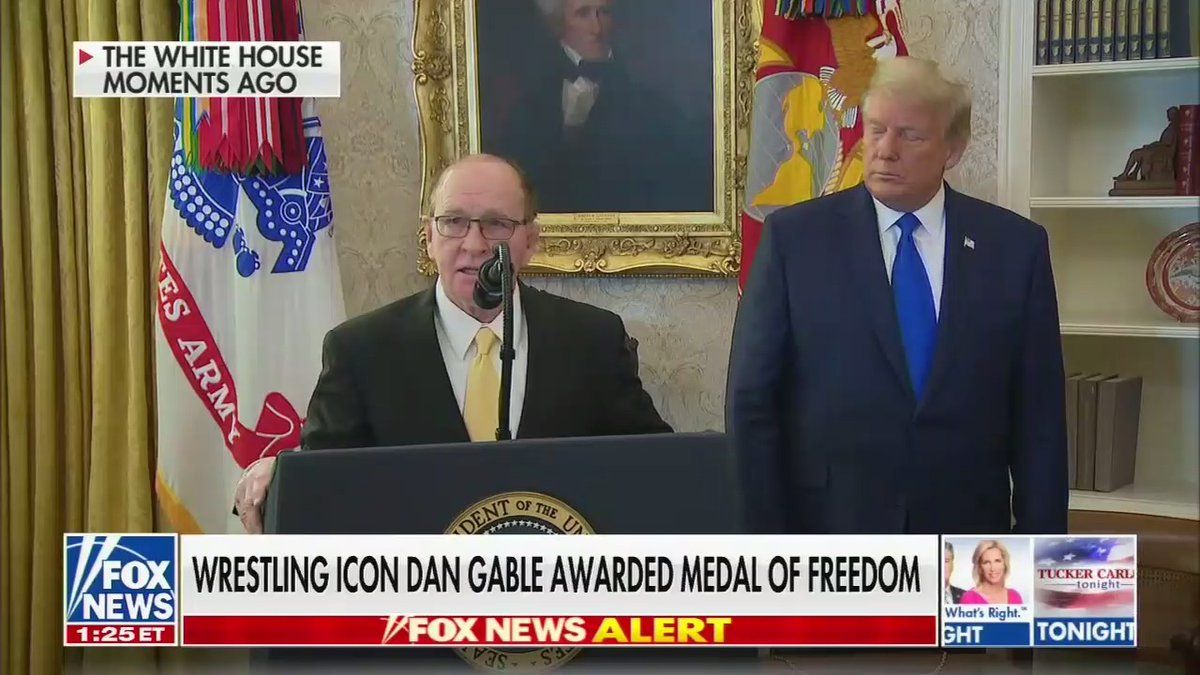 THE WHITE HOUSE
MOMENTS AGO
TES ARMY
DENT OF THE UN
FOX
NEWS
1:25 ET
WRESTLING ICON DAN GABLE AWARDED MEDAL OF FREEDOM
FOX NEWS ALERT
What's Right.
GHT
TUCKER CARL
tonight
TONIGHT